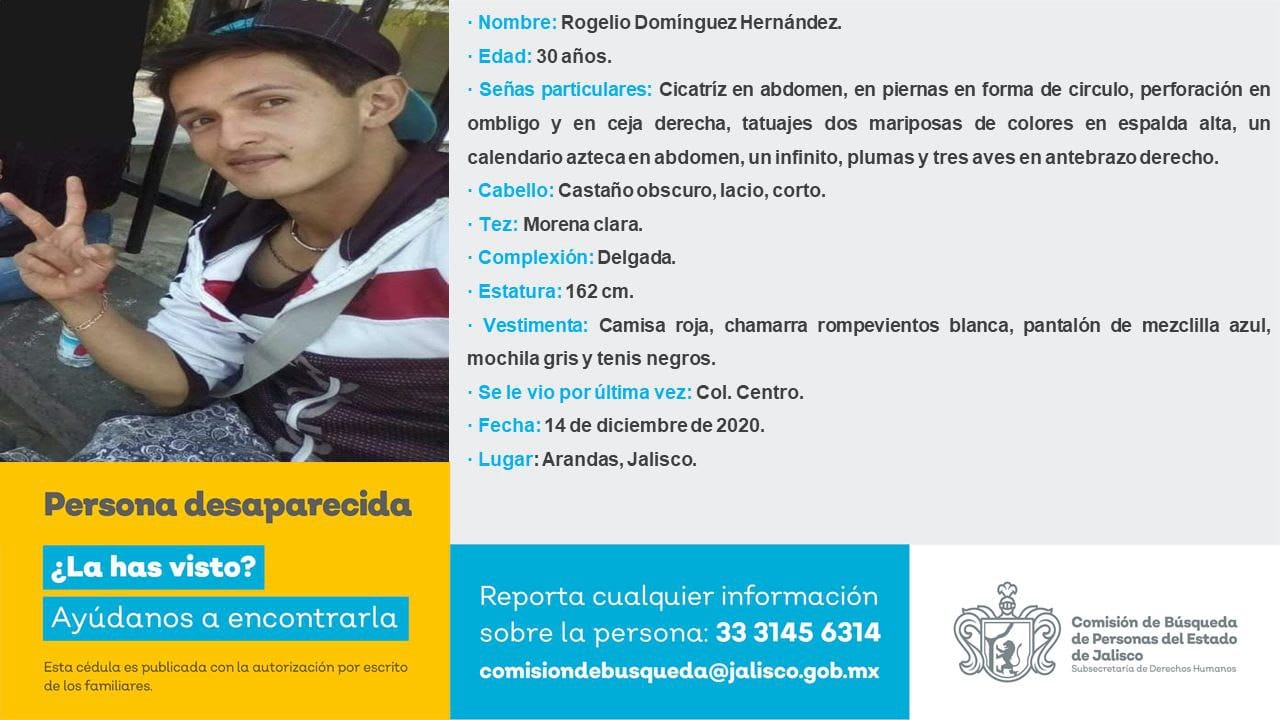 · Nombre: Rogelio Domínguez Hernández.
· Edad: 30 años.
· Señas particulares: Cicatríz en abdomen, en piernas en forma de circulo, perforación en
ombligo y en ceja derecha, tatuajes dos mariposas de colores en espalda alta, un
calendario azteca en abdomen, un infinito, plumas y tres aves en antebrazo derecho.
· Cabello: Castaño obscuro, lacio, corto.
· Tez: Morena clara.
· Complexión: Delgada.
· Estatura: 162 cm.
· Vestimenta: Camisa roja, chamarra rompevientos blanca, pantalón de mezclilla azul,
mochila gris y tenis negros.
· Se le vio por última vez: Col. Centro.
· Fecha: 14 de diciembre de 2020.
· Lugar: Arandas, Jalisco.
Persona desaparecida
¿La has visto?
Ayúdanos a encontrarla
Esta cédula es publicada con la autorización por escrito
de los familiares.
Reporta cualquier información
sobre la persona: 33 3145 6314
comisiondebusqueda@jalisco.gob.mx
Comisión de Búsqueda
de Personas del Estado
de Jalisco
Subsecretaría de Derechos Humanos